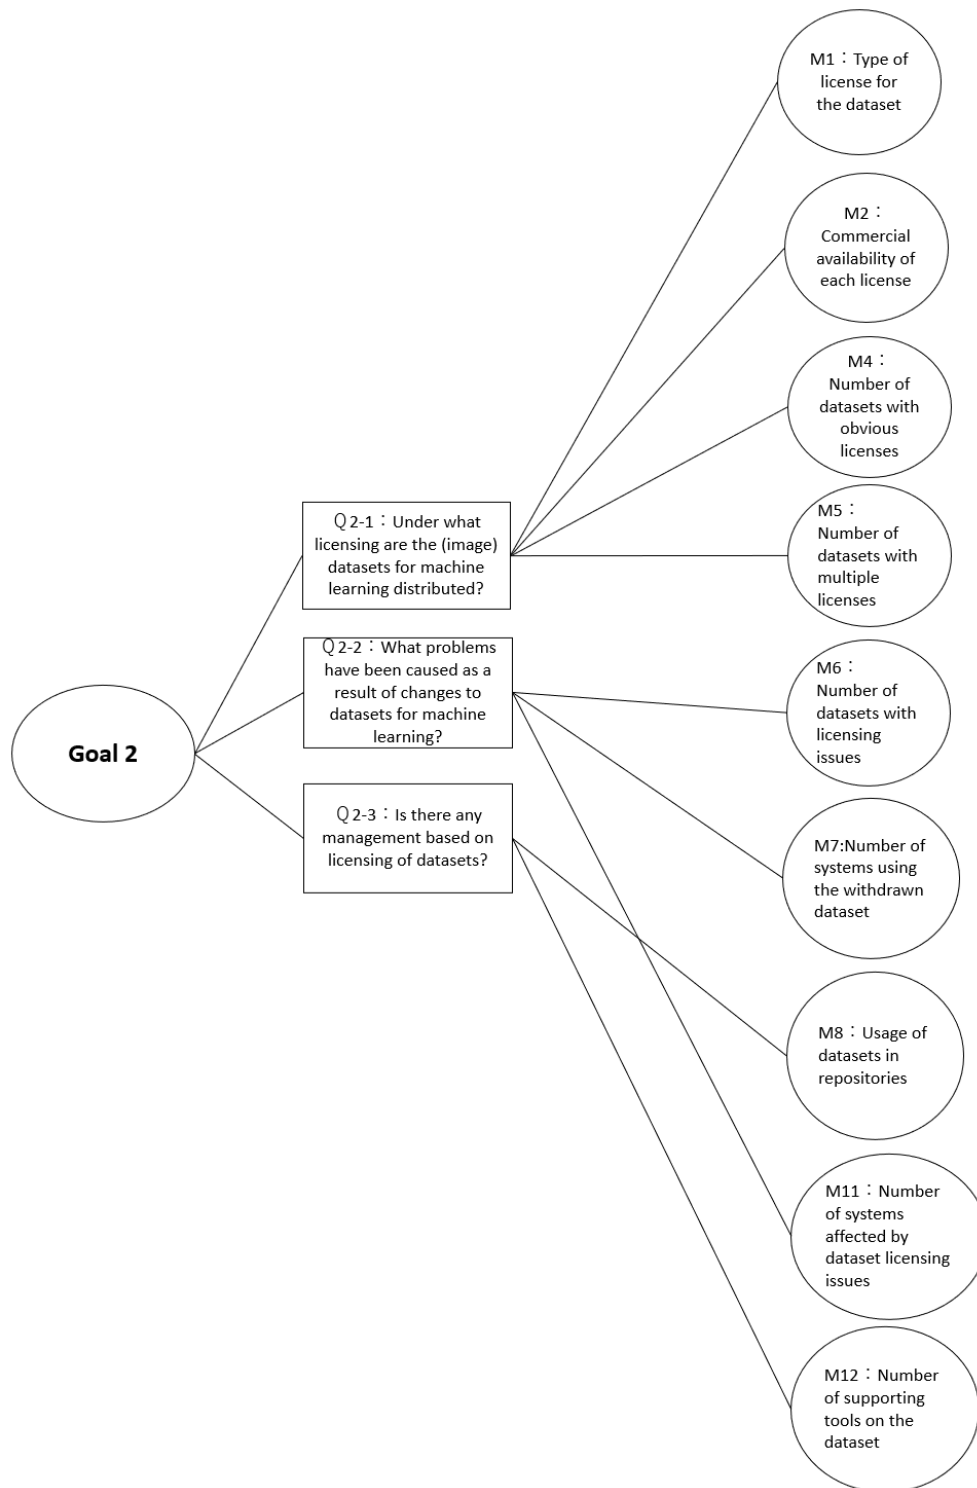 M1：Type of
license for
the dataset
M2：
Commercial
availability of
each license
M4：
Number of
datasets with
obvious
licenses
Q2-1：Under what
licensing are the (image)
datasets for machine
learning distributed?
M5：
Number of
datasets with
multiple
licenses
Q2-2：What problems
have been caused as a
result of changes to
datasets for machine
learning?
M6：
Number of
datasets with
licensing
issues
Goal 2
Q2-3：Is there any
management based on
licensing of datasets?
M7:Number of
systems using
the withdrawn
dataset
M8：Usage of
datasets in
repositories
M11：Number
of systems
affected by
dataset licensing
issues
M12：Number
of supporting
tools on the
dataset